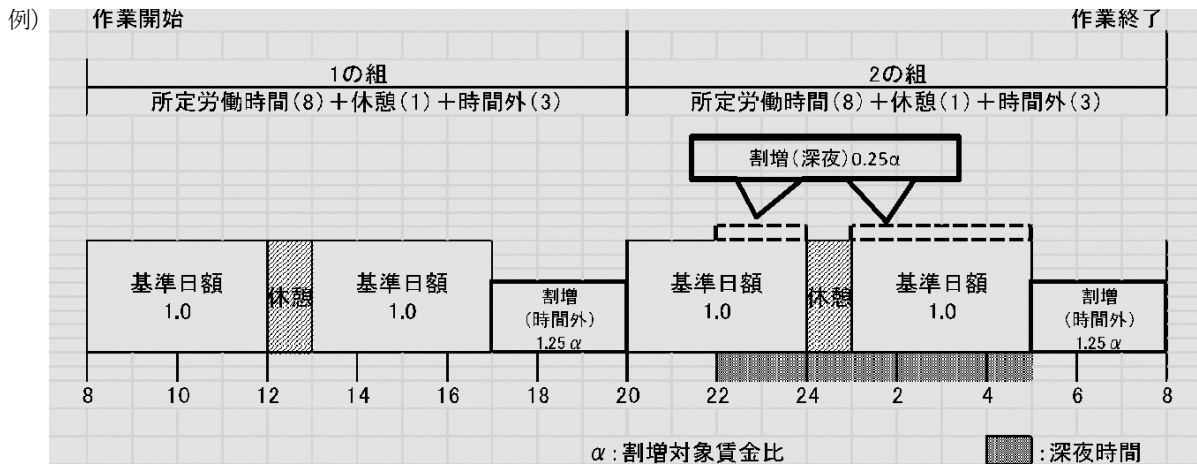 例)
作業開始 作業終了
1の組 2の組
所定労働時間(8)+休憩(1)+時間外(3) 所定労働時間(8)+休憩(1)+時間外(3)
割増(深夜)0.25α
基準日額
1.0
休憩
基準日額
1.0
割増
(時間外)
1.25α
基準日額
1.0
休憩
基準日額
1.0
割増
(時間外)
1.25α
8 10 12 14 16 18 20 22 24 2 4 6 8
α:割増対象賃金比 :深夜時間